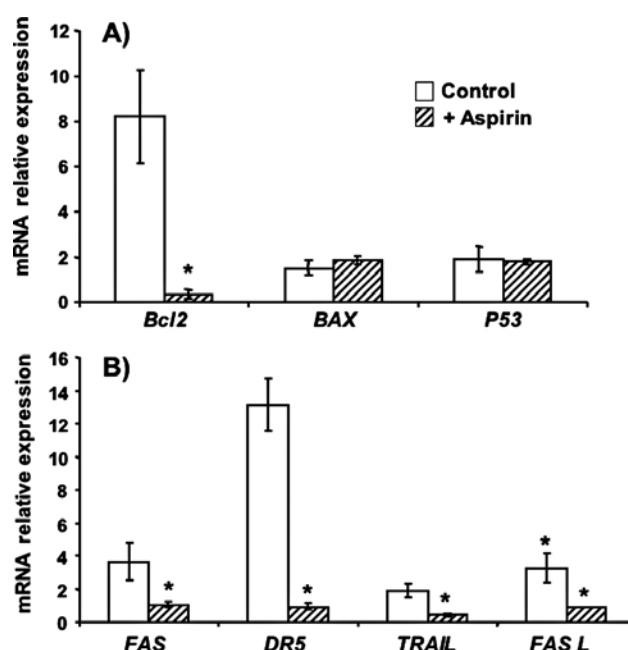 A)
mRNA relative expression
12
10
8
6
4
2
0
Control
+ Aspirin
*
Bcl2 BAX P53
B)
mRNA relative expression
16
14
12
10
8
6
4
2
0
* * * * *
FAS DR5 TRAIL FAS L